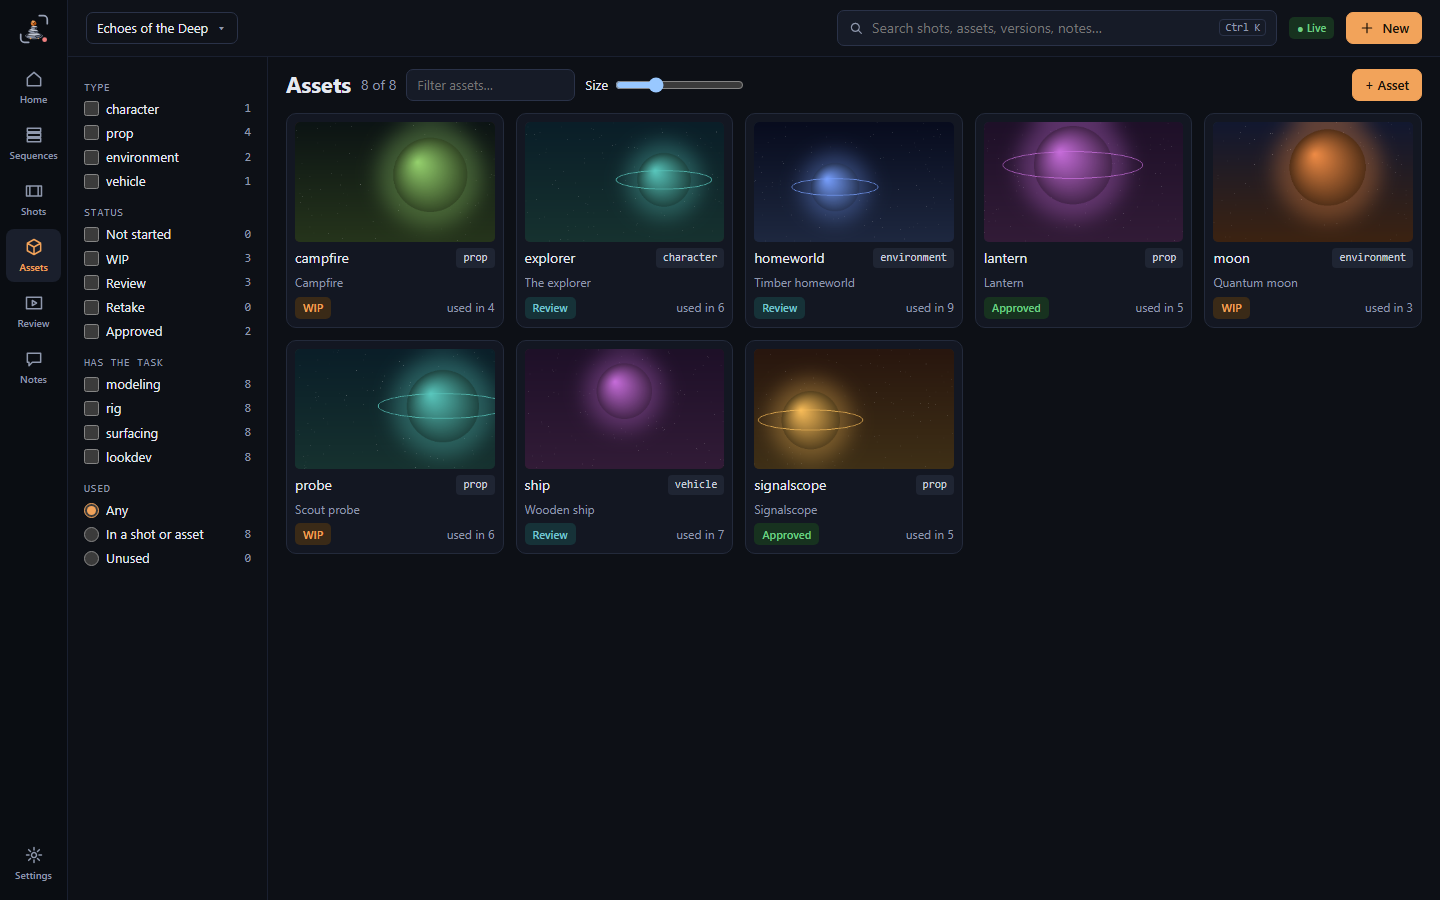 Echoes of the Deep
Search shots, assets, versions, notes...
Ctrl K
Live
+ New
Home
Sequences
Shots
Assets
Review
Notes
Settings
TYPE
character 1
prop 4
environment 2
vehicle 1
STATUS
Not started 0
WIP 3
Review 3
Retake 0
Approved 2
HAS THE TASK
modeling 8
rig 8
surfacing 8
lookdev 8
USED
Any
In a shot or asset 8
Unused 0
Assets 8 of 8 Filter assets... Size + Asset
campfire prop
Campfire
WIP used in 4
explorer character
The explorer
Review used in 6
homeworld environment
Timber homeworld
Review used in 9
lantern prop
Lantern
Approved used in 5
moon environment
Quantum moon
WIP used in 3
probe prop
Scout probe
WIP used in 6
ship vehicle
Wooden ship
Review used in 7
signalscope prop
Signalscope
Approved used in 5